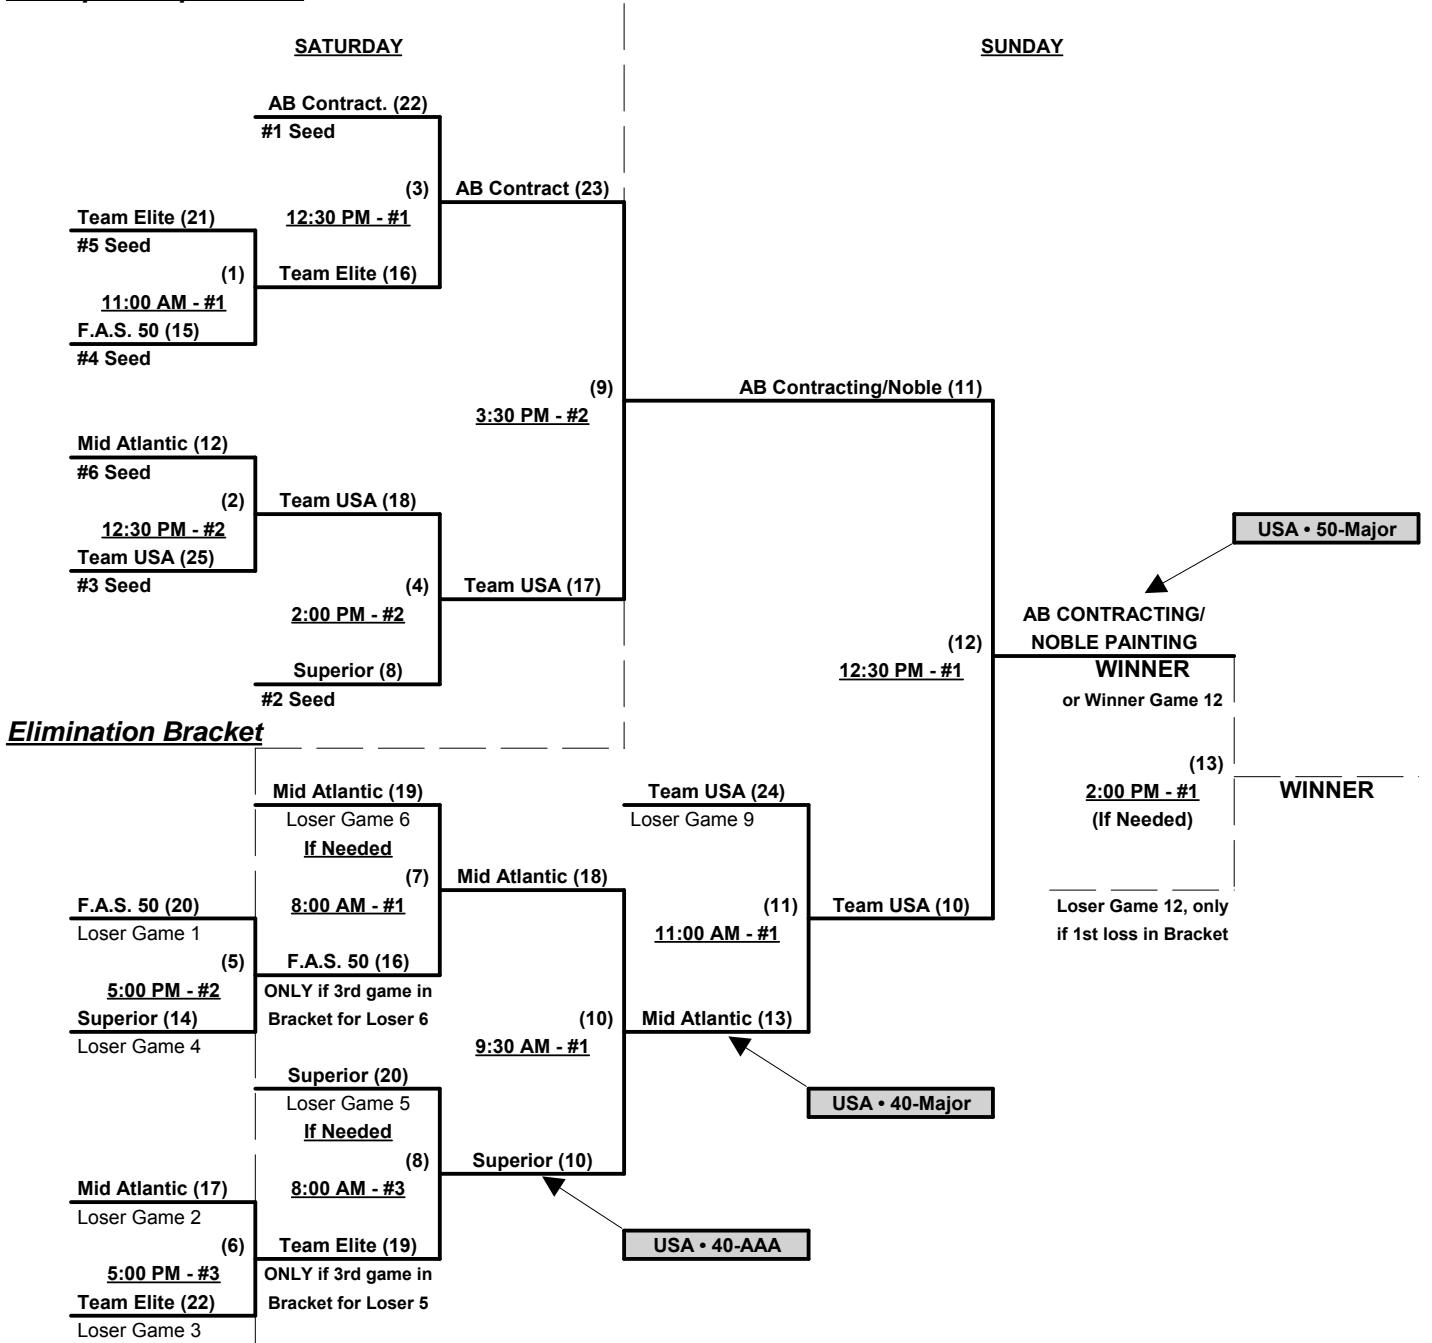 SATURDAY
SUNDAY
AB Contract. (22)
#1 Seed
(3)
12:30 PM - #1
AB Contract (23)
Team Elite (21)
#5 Seed
(1)
11:00 AM - #1
Team Elite (16)
F.A.S. 50 (15)
#4 Seed
(9)
3:30 PM - #2
AB Contracting/Noble (11)
Mid Atlantic (12)
#6 Seed
(2)
12:30 PM - #2
Team USA (18)
Team USA (25)
#3 Seed
(4)
2:00 PM - #2
Team USA (17)
Superior (8)
#2 Seed
(12)
12:30 PM - #1
USA • 50-Major
AB CONTRACTING/
NOBLE PAINTING
WINNER
or Winner Game 12
(13)
2:00 PM - #1
(If Needed)
WINNER
Loser Game 12, only
if 1st loss in Bracket
Elimination Bracket
Mid Atlantic (19)
Loser Game 6
If Needed
(7)
8:00 AM - #1
Mid Atlantic (18)
F.A.S. 50 (20)
Loser Game 1
(5)
5:00 PM - #2
F.A.S. 50 (16)
ONLY if 3rd game in
Bracket for Loser 6
Superior (14)
Loser Game 4
Team USA (24)
Loser Game 9
(11)
11:00 AM - #1
Team USA (10)
(10)
9:30 AM - #1
Mid Atlantic (13)
USA • 40-Major
Superior (20)
Loser Game 5
If Needed
(8)
8:00 AM - #3
Superior (10)
USA • 40-AAA
Mid Atlantic (17)
Loser Game 2
(6)
5:00 PM - #3
Team Elite (19)
ONLY if 3rd game in
Bracket for Loser 5
Team Elite (22)
Loser Game 3